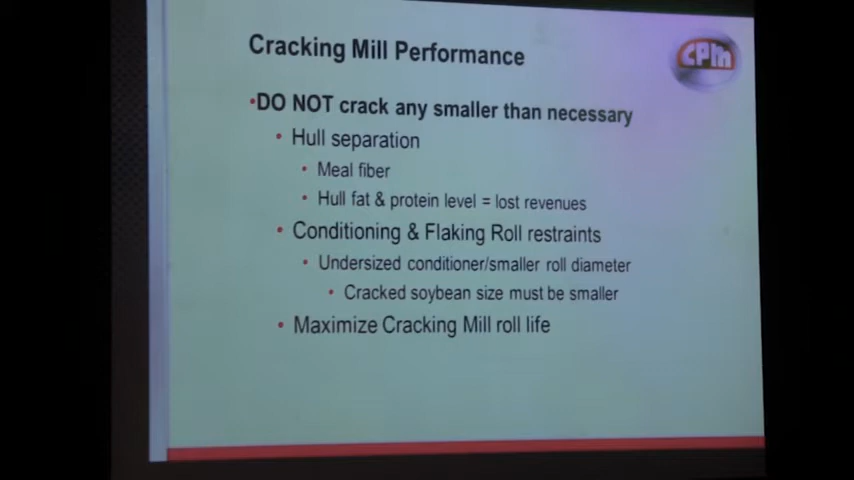 Cracking Mill Performance
CPM
•DO NOT crack any smaller than necessary
• Hull separation
• Meal fiber
• Hull fat & protein level = lost revenues
• Conditioning & Flaking Roll restraints
• Undersized conditioner/smaller roll diameter
• Cracked soybean size must be smaller
• Maximize Cracking Mill roll life